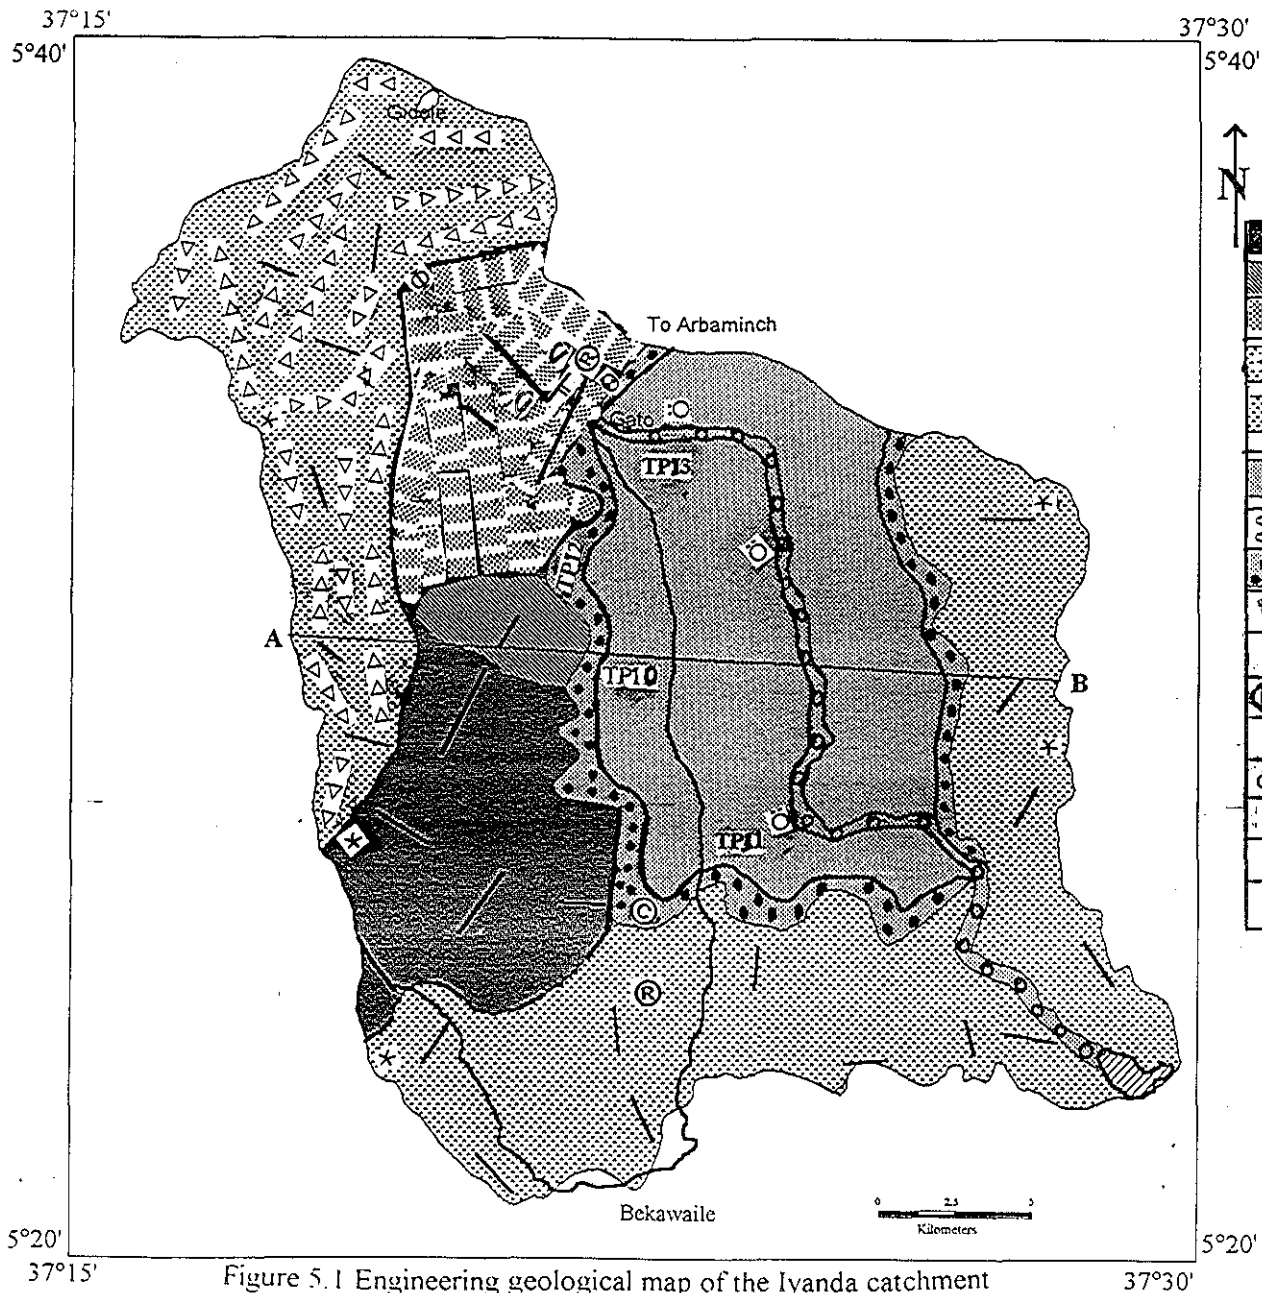 37°15'
37°30'
5°40'
5°40'
Gidole
N
To Arbaminch
R
Gato
TP13
TP12
A
TP10
B
TP11
C
R
0 2.5 5
Kilometers
Bekawaile
5°20'
5°20'
37°15'
37°30'
Figure 5.1 Engineering geological map of the Iyanda catchment